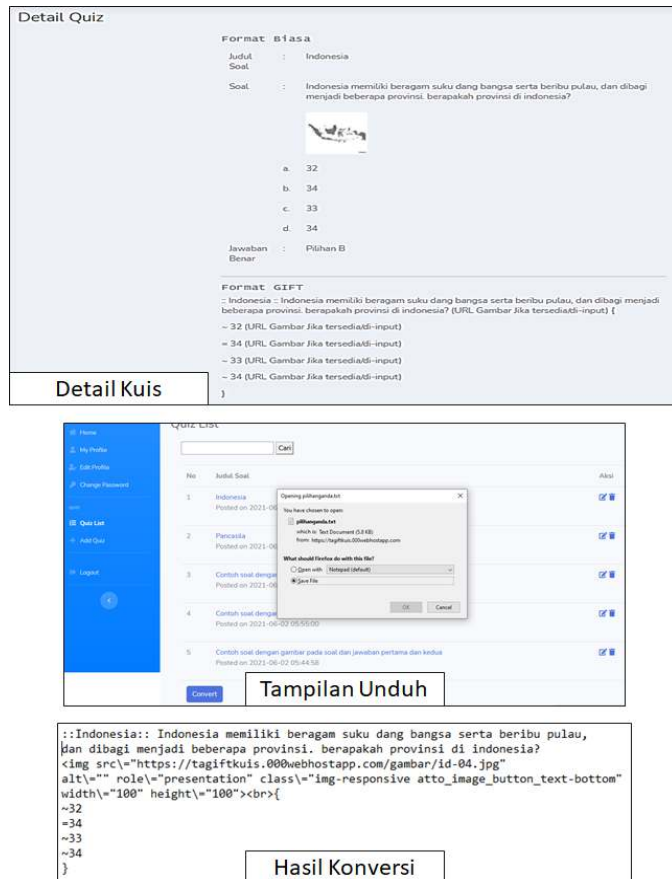 Detail Quiz
Format Biasa
Judul Soal : Indonesia
Soal : Indonesia memiliki beragam suku dang bangsa serta beribu pulau, dan dibagi
menjadi beberapa provinsi. berapakah provinsi di indonesia?
a. 32
b. 34
c. 33
d. 34
Jawaban Benar : Pilihan B
Format GIFT
:: Indonesia :: Indonesia memiliki beragam suku dang bangsa serta beribu pulau, dan dibagi menjadi
beberapa provinsi. berapakah provinsi di indonesia? (URL Gambar Jika tersedia/di-input) {
~ 32 (URL Gambar Jika tersedia/di-input)
= 34 (URL Gambar Jika tersedia/di-input)
~ 33 (URL Gambar Jika tersedia/di-input)
~ 34 (URL Gambar Jika tersedia/di-input)
}
Detail Kuis
Quiz List
Home
My Profile
Edit Profile
Change Password
Quiz List
Add Quiz
Logout
Cari
No Judul Soal Aksi
1 Indonesia
Posted on 2021-06
2 Pancasila
Posted on 2021-06
3 Contoh soal dengan
Posted on 2021-06
4 Contoh soal dengan
Posted on 2021-06-02 05:55:00
5 Contoh soal dengan gambar pada soal dan jawaban pertama dan kedua
Posted on 2021-06-02 05:44:58
Convert
Opening pilihanganda.txt
You have chosen to open:
pilihanganda.txt
which is: Text Document (5.0 KB)
from: https://tagiftkuis.000webhostapp.com
What should Firefox do with this file?
Open with Notepad (default)
Save File
OK Cancel
Tampilan Unduh
::Indonesia:: Indonesia memiliki beragam suku dang bangsa serta beribu pulau,
dan dibagi menjadi beberapa provinsi. berapakah provinsi di indonesia?
<img src\="https://tagiftkuis.000webhostapp.com/gambar/id-04.jpg"
alt\="" role\="presentation" class\="img-responsive atto_image_button_text-bottom"
width\="100" height\="100"><br>{
~32
=34
~33
~34
}
Hasil Konversi